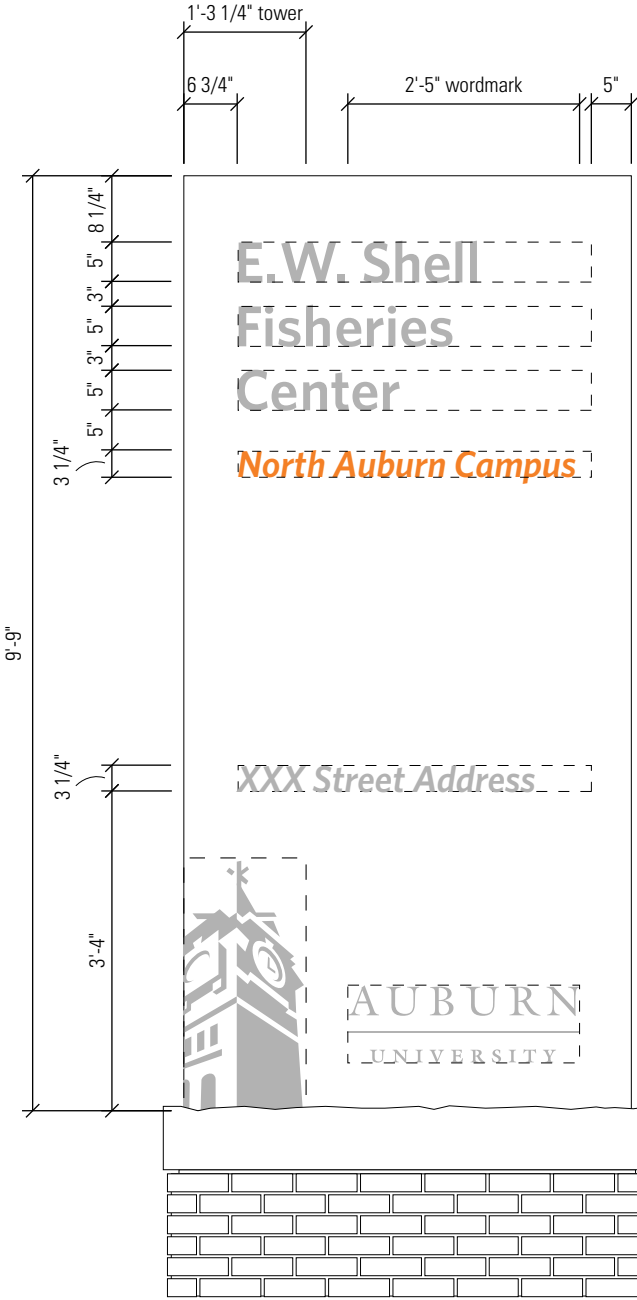 1'-3 1/4" tower
6 3/4"
2'-5" wordmark
5"
8 1/4"
5"
3"
5"
3"
5"
5"
3 1/4"
E.W. Shell
Fisheries
Center
North Auburn Campus
9'-9"
3 1/4"
XXX Street Address
3'-4"
AUBURN
UNIVERSITY